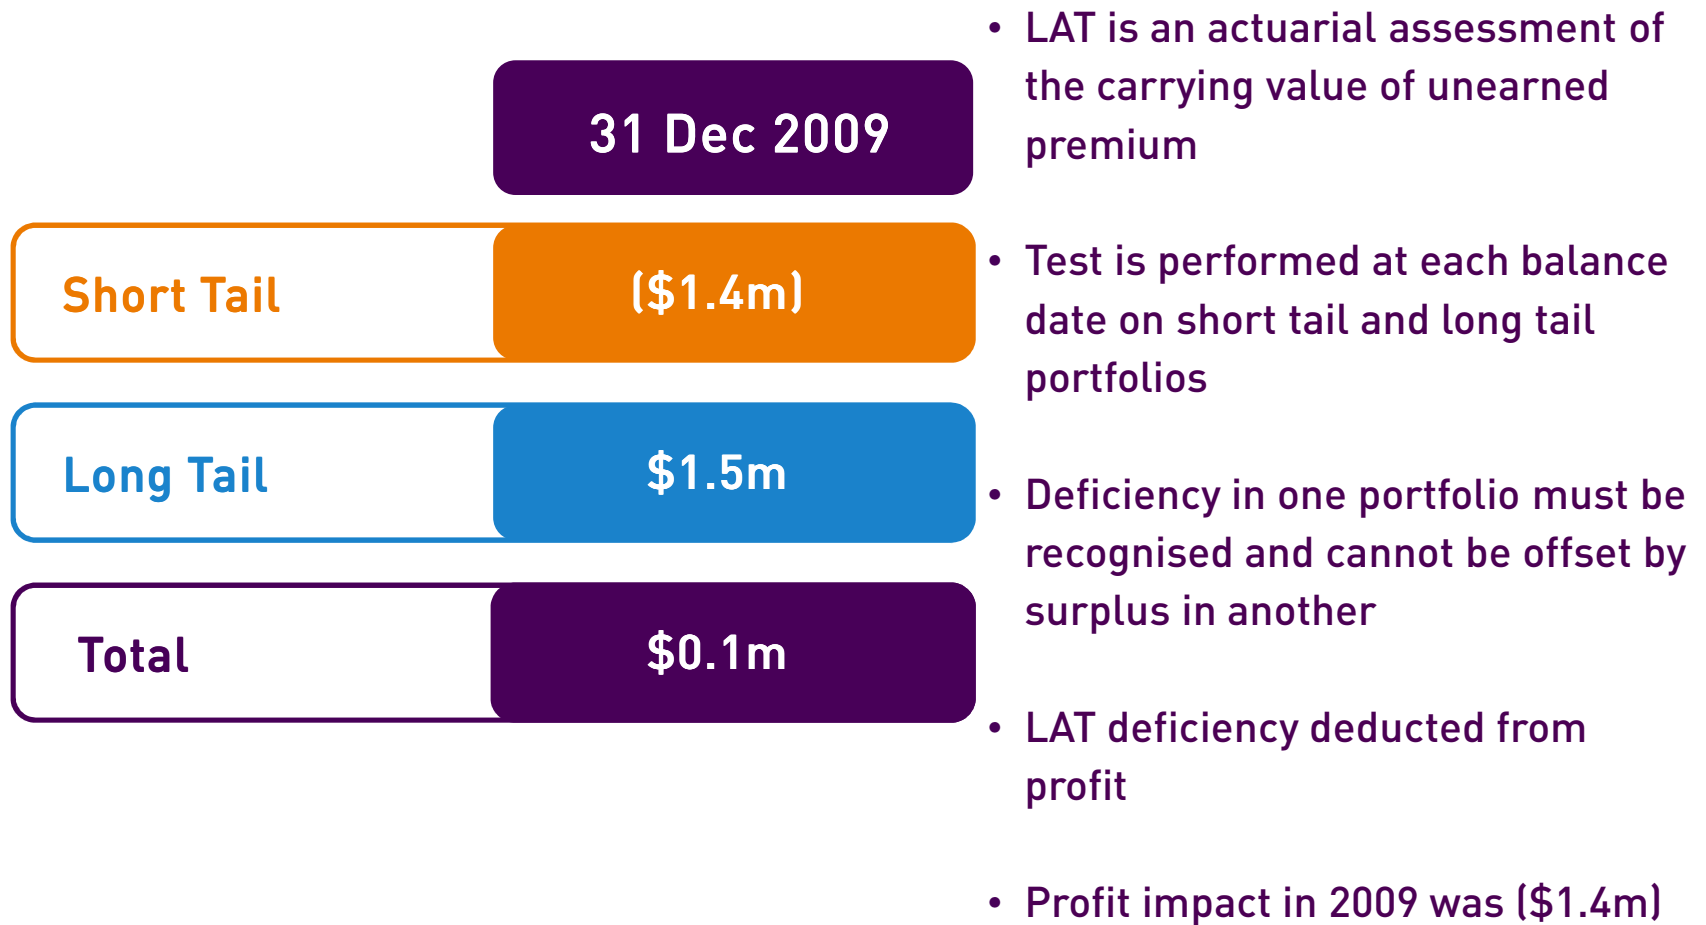 31 Dec 2009
Short Tail
($1.4m)
Long Tail
$1.5m
Total
$0.1m
• LAT is an actuarial assessment of
the carrying value of unearned
premium
• Test is performed at each balance
date on short tail and long tail
portfolios
• Deficiency in one portfolio must be
recognised and cannot be offset by
surplus in another
• LAT deficiency deducted from
profit
• Profit impact in 2009 was ($1.4m)